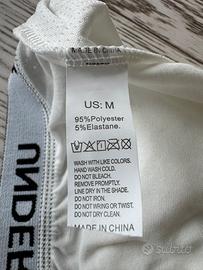 MADE IN CHINA
US: M
95%Polyester
5%Elastane.
WASH WITH LIKE COLORS.
HAND WASH COLD.
DO NOT BLEACH.
REMOVE PROMPTLY.
LINE DRY IN THE SHADE.
DO NOT IRON.
DO NOT WRING OR TWIST.
DO NOT DRY CLEAN.
MADE IN CHINA
UNDER
Subito